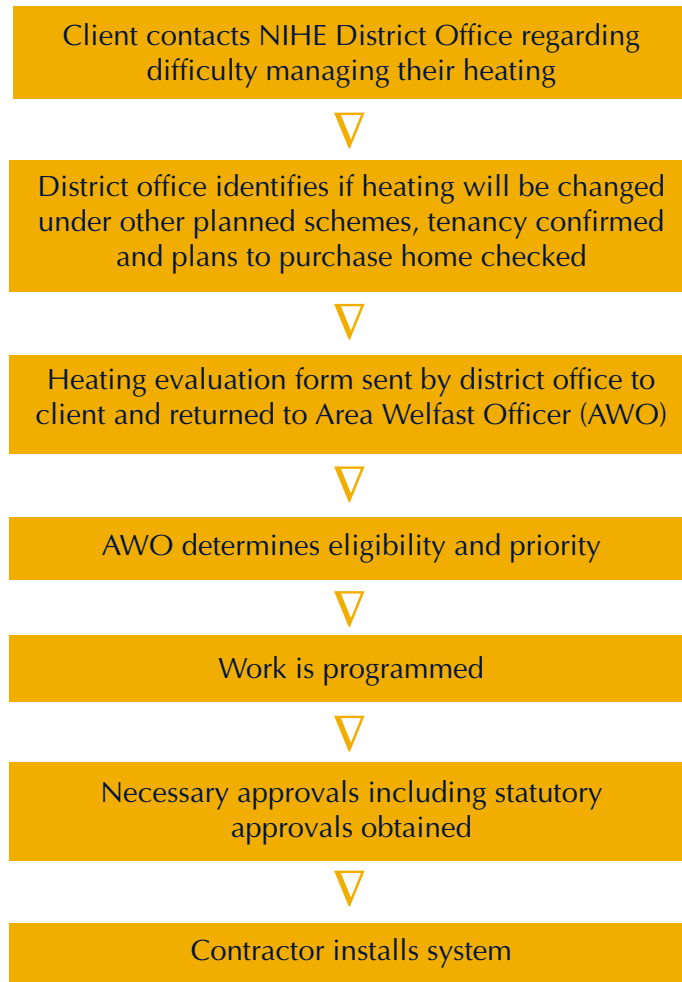 Client contacts NIHE District Office regarding
difficulty managing their heating
District office identifies if heating will be changed
under other planned schemes, tenancy confirmed
and plans to purchase home checked
Heating evaluation form sent by district office to
client and returned to Area Welfast Officer (AWO)
AWO determines eligibility and priority
Work is programmed
Necessary approvals including statutory
approvals obtained
Contractor installs system